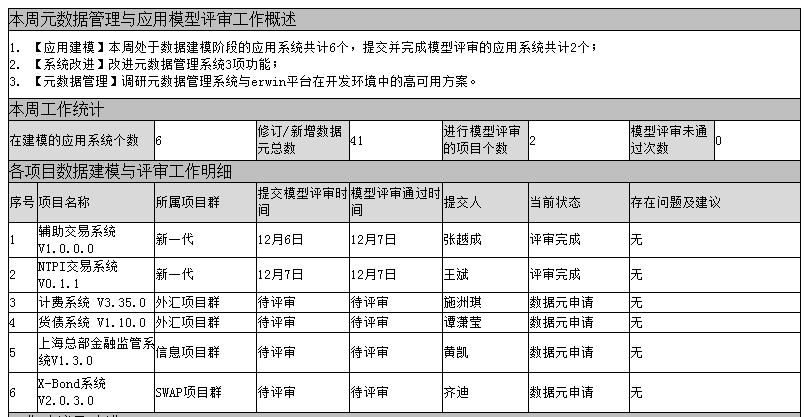 本周元数据管理与应用模型评审工作概述
1. 【应用建模】本周处于数据建模阶段的应用系统共计6个，提交并完成模型评审的应用系统共计2个；
2. 【系统改进】改进元数据管理系统3项功能；
3. 【元数据管理】调研元数据管理系统与erwin平台在开发环境中的高可用方案。
本周工作统计
在建模的应用系统个数 6 修订/新增数据元总数 41 进行模型评审的项目个数 2 模型评审未通过次数 0
各项目数据建模与评审工作明细
序号 项目名称 所属项目群 提交模型评审时间 模型评审通过时间 提交人 当前状态 存在问题及建议
1 辅助交易系统 V1.0.0.0 新一代 12月6日 12月7日 张越成 评审完成 无
2 NTPI交易系统 V0.1.1 新一代 12月7日 12月7日 王斌 评审完成 无
3 计费系统 V3.35.0 外汇项目群 待评审 待评审 施洲琪 数据元申请 无
4 货债系统 V1.10.0 外汇项目群 待评审 待评审 谭潇莹 数据元申请 无
5 上海总部金融监管系统V1.3.0 信息项目群 待评审 待评审 黄凯 数据元申请 无
6 X-Bond系统 V2.0.3.0 SWAP项目群 待评审 待评审 齐迪 数据元申请 无